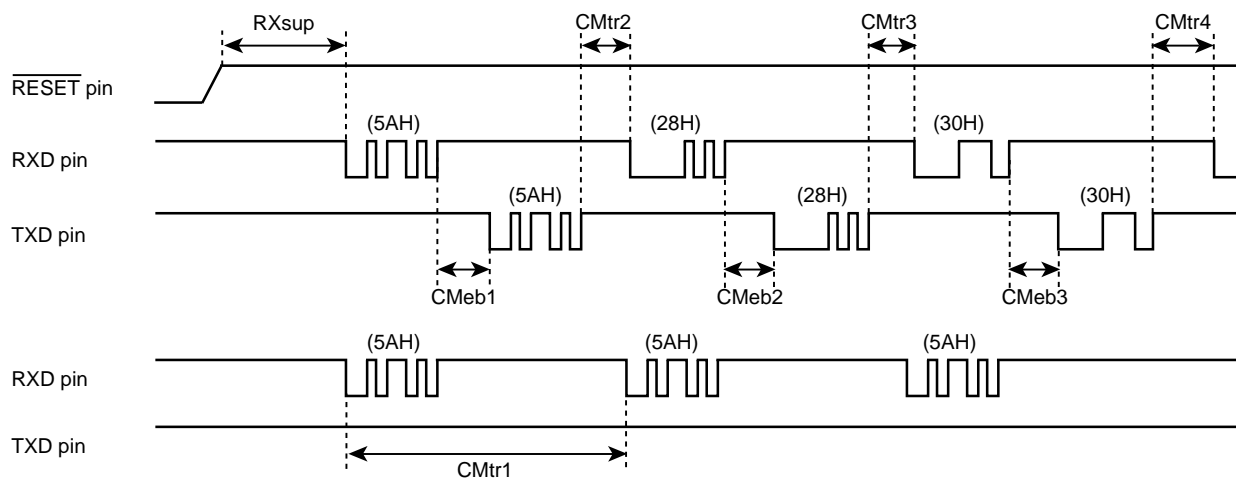 RXsup CMtr2 CMtr3 CMtr4
RESET pin
(5AH) (28H) (30H)
RXD pin
(5AH) (28H) (30H)
TXD pin
CMeb1 CMeb2 CMeb3
(5AH) (5AH) (5AH)
RXD pin
TXD pin
CMtr1